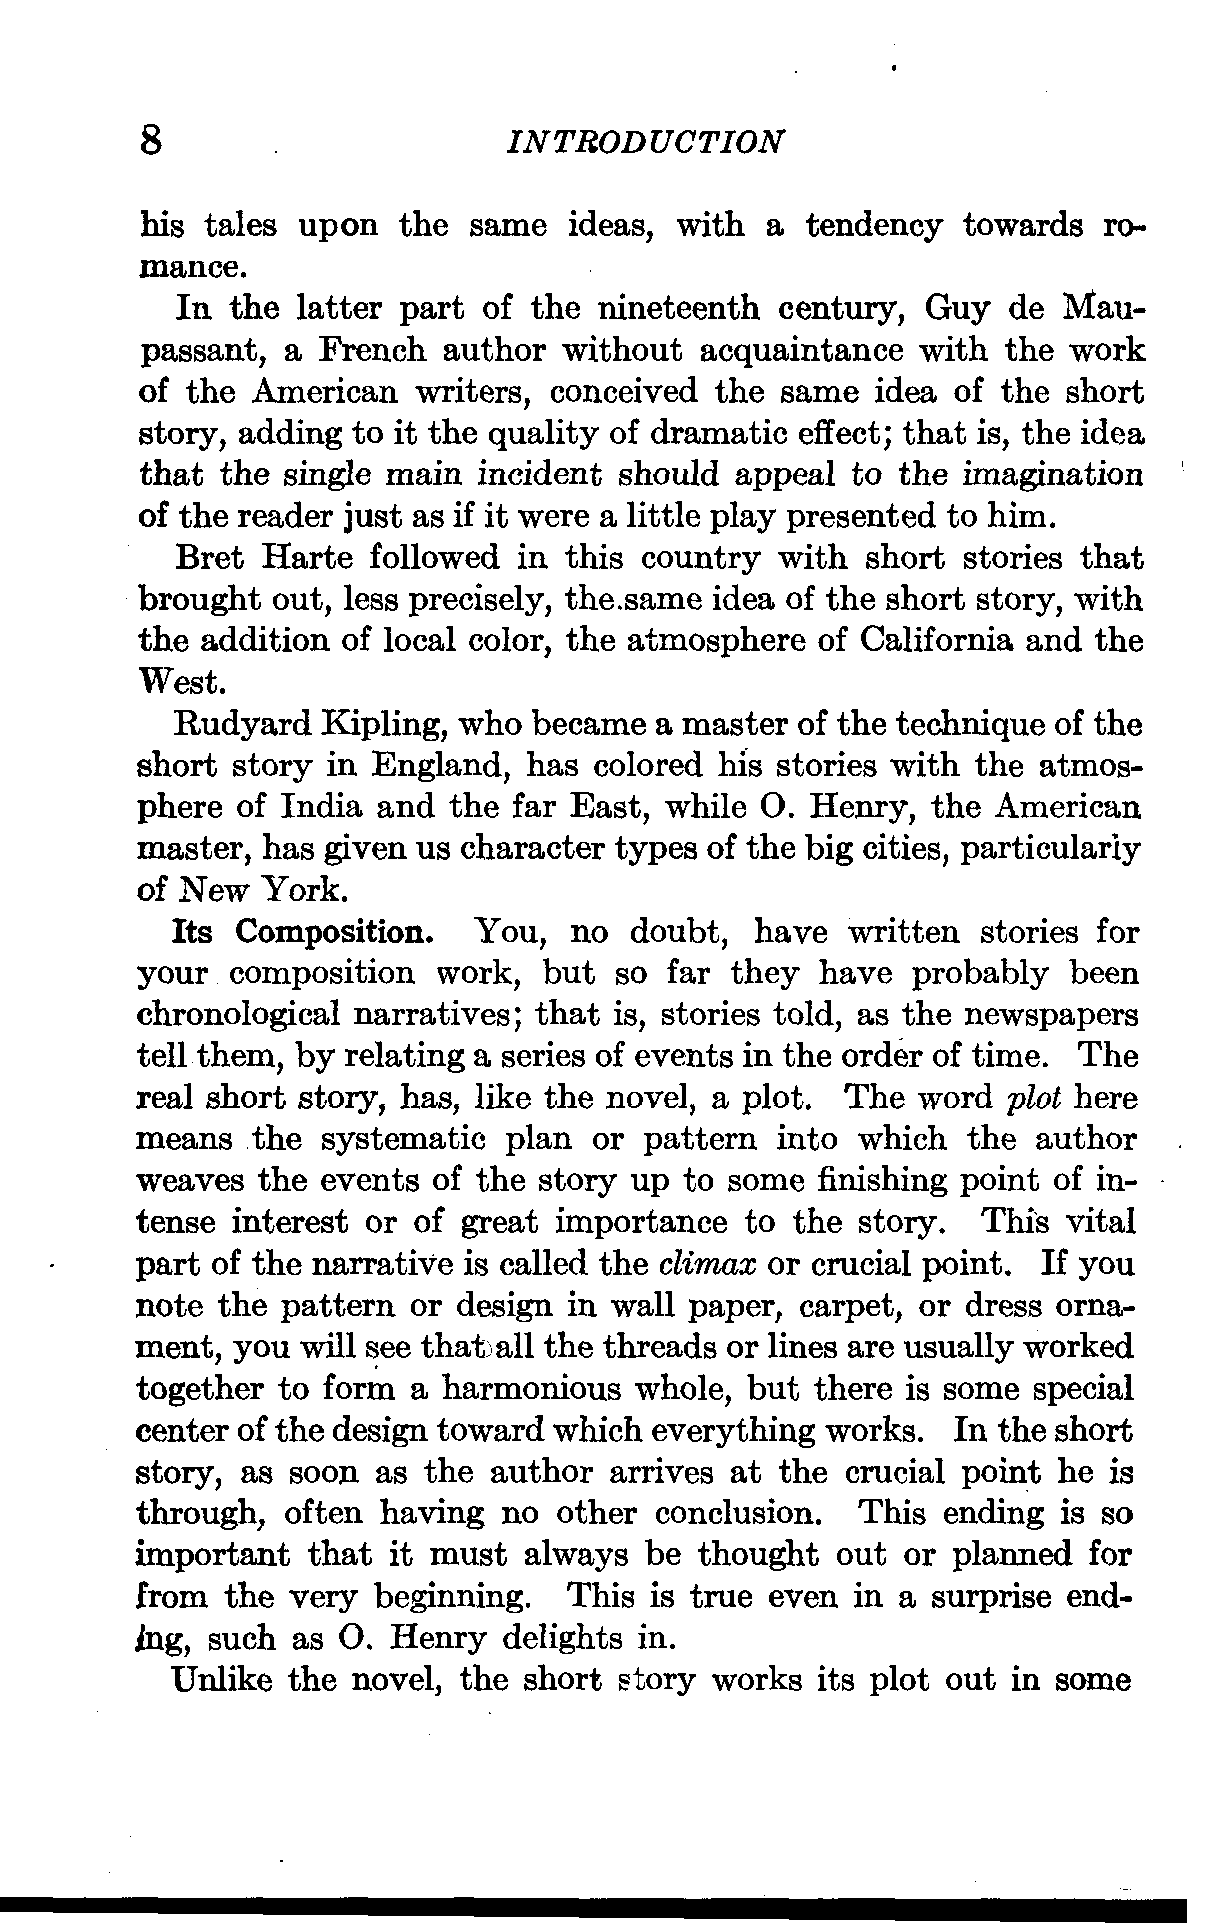 8 INTRODUCTION
his tales upon the same ideas, with a tendency towards ro-
mance.
In the latter part of the nineteenth century, Guy de Mau-
passant, a French author without acquaintance with the work
of the American writers, conceived the same idea of the short
story, adding to it the quality of dramatic effect; that is, the idea
that the single main incident should appeal to the imagination
of the reader just as if it were a little play presented to him.
Bret Harte followed in this country with short stories that
brought out, less precisely, the same idea of the short story, with
the addition of local color, the atmosphere of California and the
West.
Rudyard Kipling, who became a master of the technique of the
short story in England, has colored his stories with the atmos-
phere of India and the far East, while O. Henry, the American
master, has given us character types of the big cities, particularly
of New York.
Its Composition. You, no doubt, have written stories for
your composition work, but so far they have probably been
chronological narratives; that is, stories told, as the newspapers
tell them, by relating a series of events in the order of time. The
real short story, has, like the novel, a plot. The word plot here
means the systematic plan or pattern into which the author
weaves the events of the story up to some finishing point of in-
tense interest or of great importance to the story. This vital
part of the narrative is called the climax or crucial point. If you
note the pattern or design in wall paper, carpet, or dress orna-
ment, you will see that all the threads or lines are usually worked
together to form a harmonious whole, but there is some special
center of the design toward which everything works. In the short
story, as soon as the author arrives at the crucial point he is
through, often having no other conclusion. This ending is so
important that it must always be thought out or planned for
from the very beginning. This is true even in a surprise end-
ing, such as O. Henry delights in.
Unlike the novel, the short story works its plot out in some